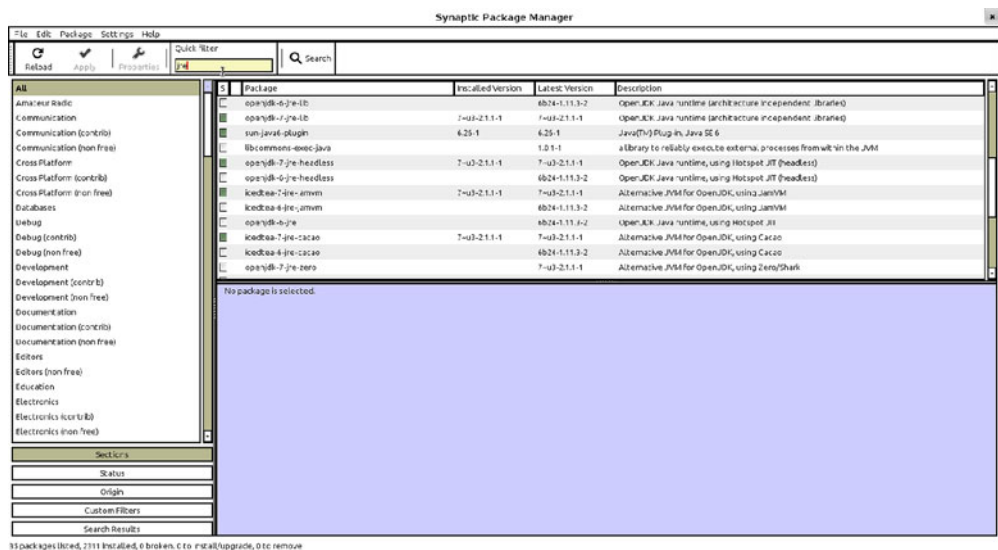 Synaptic Package Manager
File Edit Package Settings Help
Reload Apply Properties Quick filter Search
jre
All
Amateur Radio
Communication
Communication (contrib)
Communication (non free)
Cross Platform
Cross Platform (contrib)
Cross Platform (non free)
Databases
Debug
Debug (contrib)
Debug (non free)
Development
Development (contrib)
Development (non free)
Documentation
Documentation (contrib)
Documentation (non free)
Editors
Editors (non free)
Education
Electronics
Electronics (contrib)
Electronics (non free)
Sections
Status
Origin
Custom Filters
Search Results
S Package Installed Version Latest Version Description
openjdk-6-jre-lib 6b24-1.11.3-2 OpenJDK Java runtime (architecture independent libraries)
openjdk-7-jre-lib 7~u3-2.1.1-1 7~u3-2.1.1-1 OpenJDK Java runtime (architecture independent libraries)
sun-java6-plugin 6.26-1 6.26-1 Java(TM) Plug-in, Java SE 6
libcommons-exec-java 1.0.1-1 a library to reliably execute external processes from within the JVM
openjdk-7-jre-headless 7~u3-2.1.1-1 7~u3-2.1.1-1 OpenJDK Java runtime, using Hotspot JIT (headless)
openjdk-6-jre-headless 6b24-1.11.3-2 OpenJDK Java runtime, using Hotspot JIT (headless)
icedtea-7-jre-jamvm 7~u3-2.1.1-1 7~u3-2.1.1-1 Alternative JVM for OpenJDK, using JamVM
icedtea-6-jre-jamvm 6b24-1.11.3-2 Alternative JVM for OpenJDK, using JamVM
openjdk-6-jre 6b24-1.11.3-2 OpenJDK Java runtime, using Hotspot JIT
icedtea-7-jre-cacao 7~u3-2.1.1-1 7~u3-2.1.1-1 Alternative JVM for OpenJDK, using Cacao
icedtea-6-jre-cacao 6b24-1.11.3-2 Alternative JVM for OpenJDK, using Cacao
openjdk-7-jre-zero 7~u3-2.1.1-1 Alternative JVM for OpenJDK, using Zero/Shark
No package is selected.
packages listed, 2311 installed, 0 broken. 0 to install/upgrade, 0 to remove